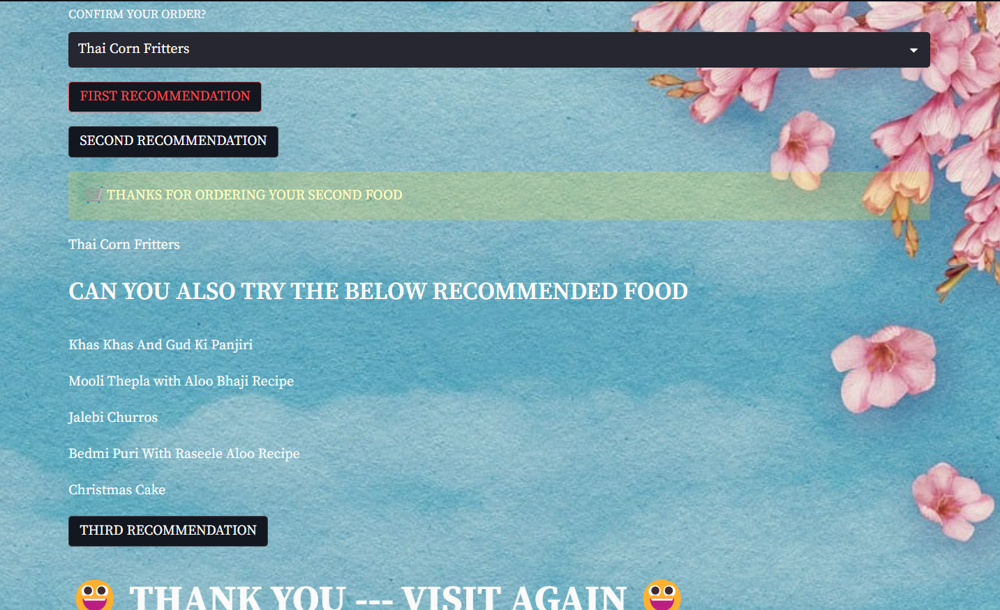 CONFIRM YOUR ORDER?
Thai Corn Fritters
FIRST RECOMMENDATION
SECOND RECOMMENDATION
🛒 THANKS FOR ORDERING YOUR SECOND FOOD
Thai Corn Fritters
CAN YOU ALSO TRY THE BELOW RECOMMENDED FOOD
Khas Khas And Gud Ki Panjiri
Mooli Thepla with Aloo Bhaji Recipe
Jalebi Churros
Bedmi Puri With Raseele Aloo Recipe
Christmas Cake
THIRD RECOMMENDATION
😀 THANK YOU --- VISIT AGAIN 😀